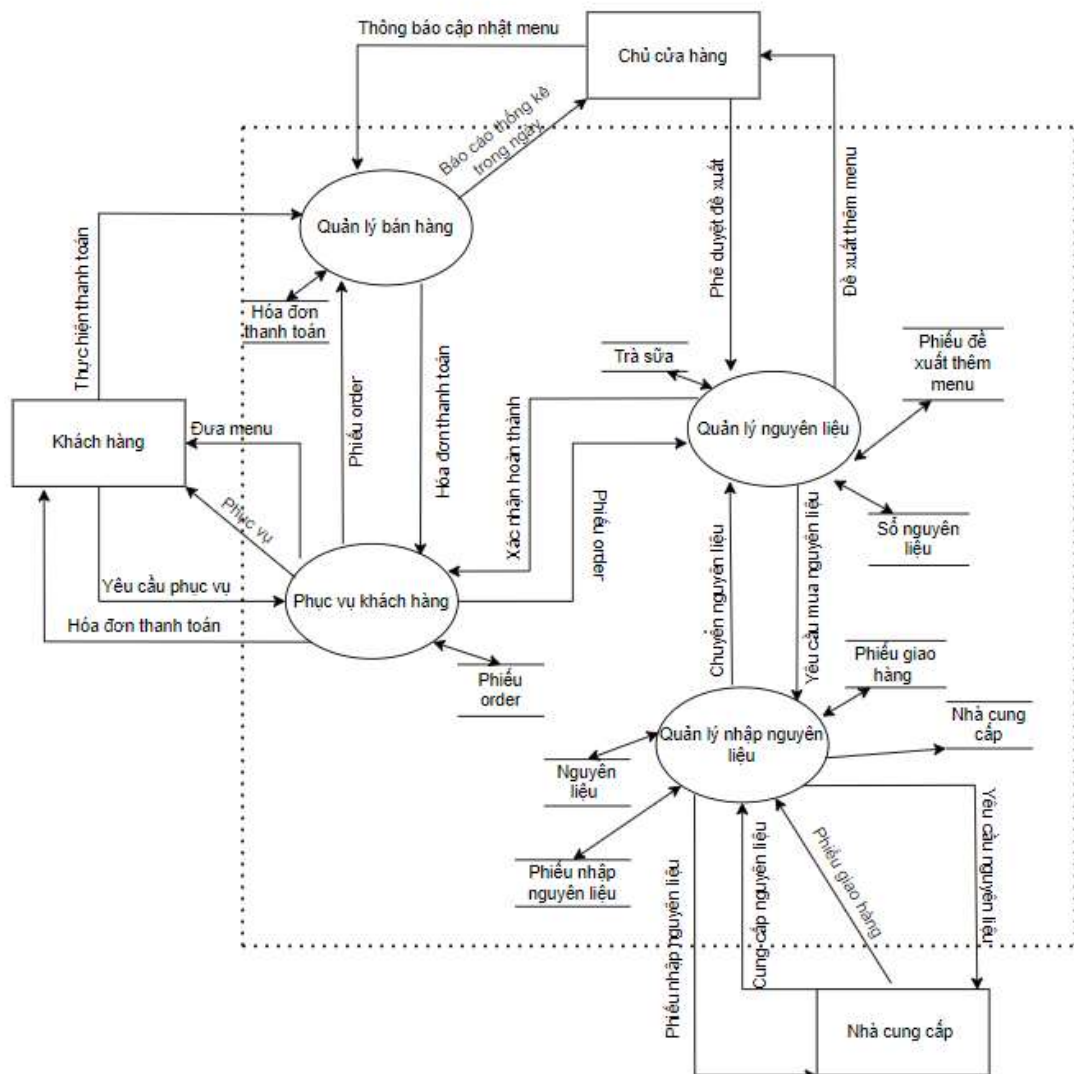 Thông báo cập nhật menu
Chủ cửa hàng
Báo cáo thống kê
trong ngày
Quản lý bán hàng
Phê duyệt đề xuất
Đề xuất thêm menu
Thực hiện thanh toán
Hóa đơn
thanh toán
Trà sữa
Phiếu đề
xuất thêm
menu
Khách hàng
Đưa menu
Phiếu order
Hóa đơn thanh toán
Quản lý nguyên liệu
Xác nhận hoàn thành
Phiếu order
Phục vụ
Sổ nguyên
liệu
Yêu cầu phục vụ
Phục vụ khách hàng
Chuyển nguyên liệu
Yêu cầu mua nguyên liệu
Hóa đơn thanh toán
Phiếu
order
Phiếu giao
hàng
Nhà cung
cấp
Quản lý nhập nguyên
liệu
Nguyên
liệu
Phiếu nhập
nguyên liệu
Phiếu nhập nguyên liệu
Cung cấp nguyên liệu
Phiếu giao hàng
Yêu cầu nguyên liệu
Nhà cung cấp